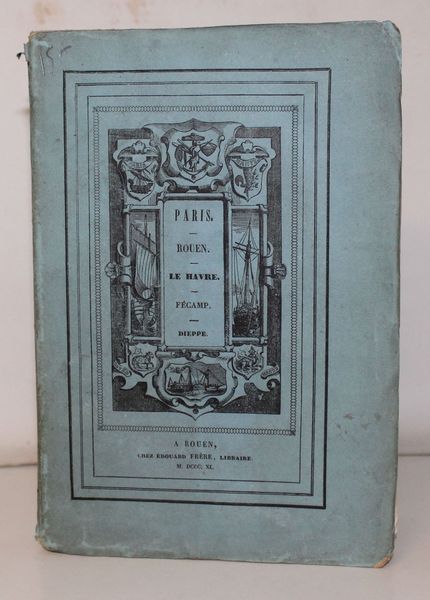 PARIS.
ROUEN.
LE HAVRE.
FÉCAMP.
DIEPPE.
A ROUEN,
CHEZ ÉDOUARD FRÈRE, LIBRAIRE.
M. DCCC. XL.